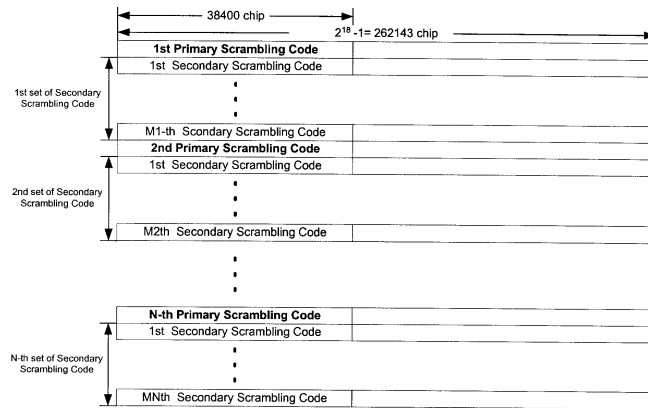 38400 chip
2¹⁸ -1= 262143 chip
1st Primary Scrambling Code
1st Secondary Scrambling Code
1st set of Secondary
Scrambling Code
M1-th Scondary Scrambling Code
2nd Primary Scrambling Code
1st Secondary Scrambling Code
2nd set of Secondary
Scrambling Code
M2th Secondary Scrambling Code
N-th Primary Scrambling Code
1st Secondary Scrambling Code
N-th set of Secondary
Scrambling Code
MNth Secondary Scrambling Code